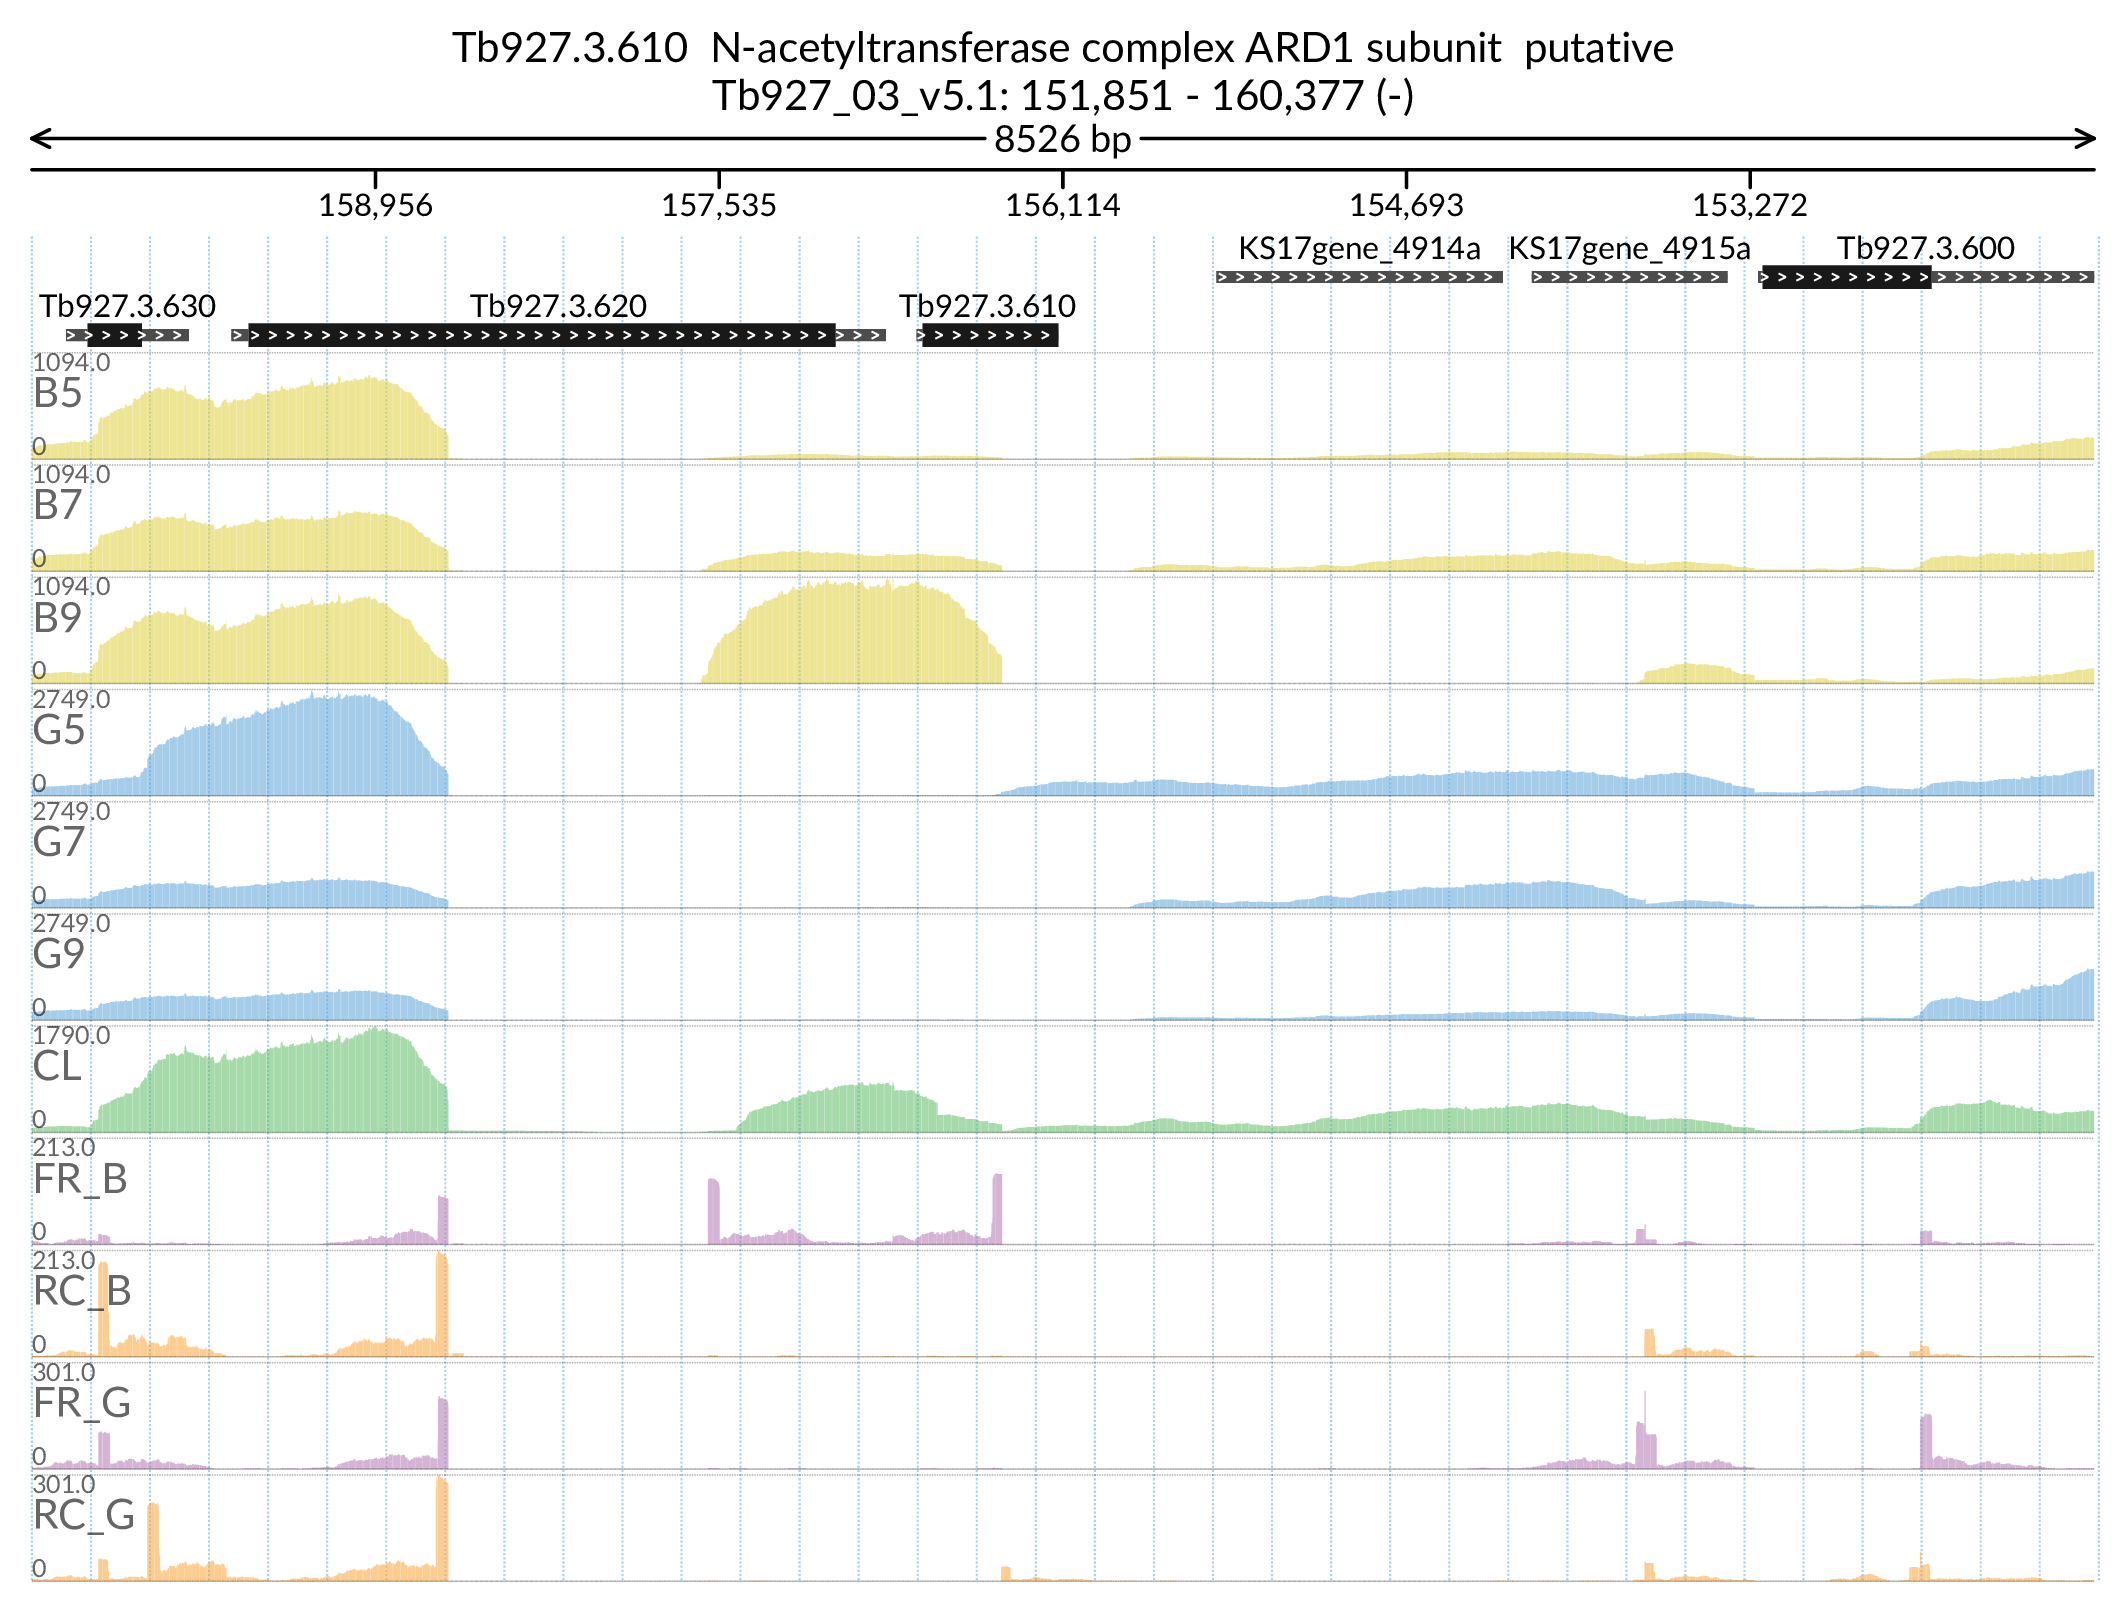 Tb927.3.610  N-acetyltransferase complex ARD1 subunit  putative
Tb927_03_v5.1: 151,851 - 160,377 (-)
8526 bp
158,956 157,535 156,114 154,693 153,272
KS17gene_4914a KS17gene_4915a Tb927.3.600
Tb927.3.630 Tb927.3.620 Tb927.3.610
1094.0
B5
0
1094.0
B7
0
1094.0
B9
0
2749.0
G5
0
2749.0
G7
0
2749.0
G9
0
1790.0
CL
0
213.0
FR_B
0
213.0
RC_B
0
301.0
FR_G
0
301.0
RC_G
0